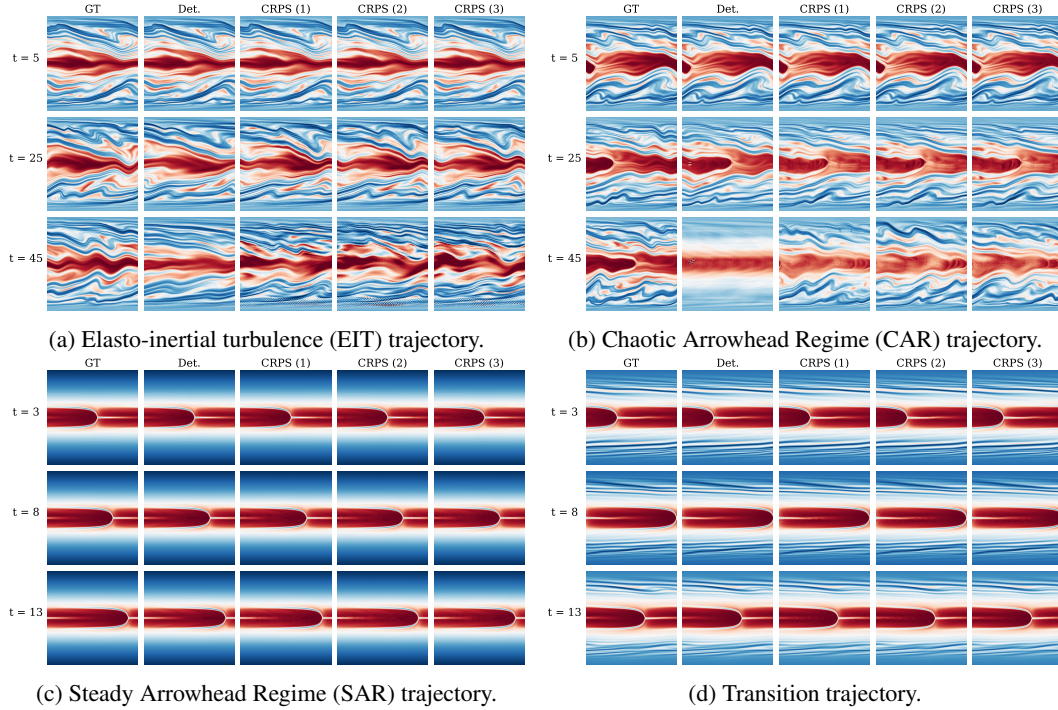 GT Det. CRPS (1) CRPS (2) CRPS (3)
t = 5
t = 25
t = 45
(a) Elasto-inertial turbulence (EIT) trajectory.
GT Det. CRPS (1) CRPS (2) CRPS (3)
t = 5
t = 25
t = 45
(b) Chaotic Arrowhead Regime (CAR) trajectory.
GT Det. CRPS (1) CRPS (2) CRPS (3)
t = 3
t = 8
t = 13
(c) Steady Arrowhead Regime (SAR) trajectory.
GT Det. CRPS (1) CRPS (2) CRPS (3)
t = 3
t = 8
t = 13
(d) Transition trajectory.